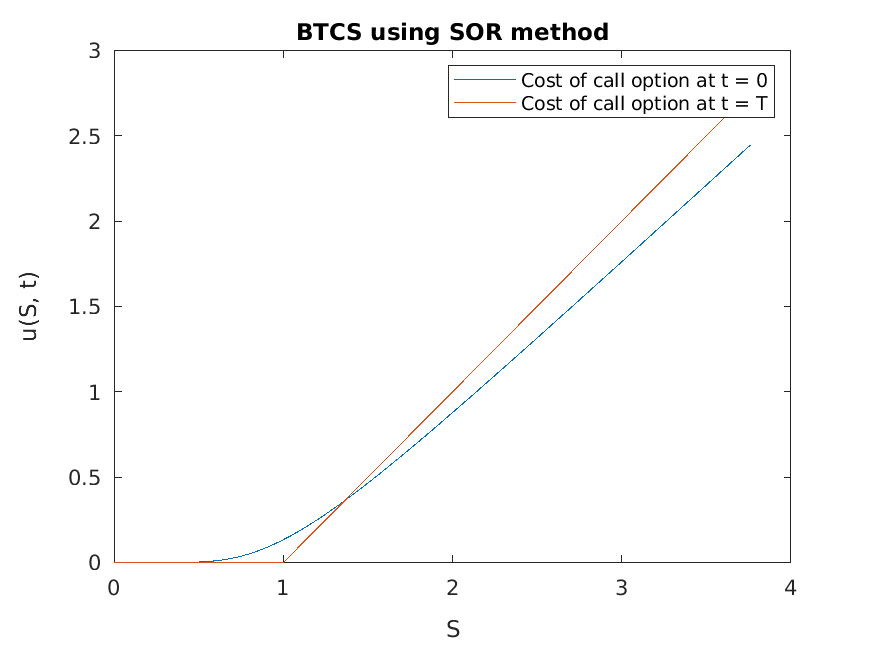 BTCS using SOR method
Cost of call option at t = 0
Cost of call option at t = T
u(S, t)
3
2.5
2
1.5
1
0.5
0
0 1 2 3 4
S